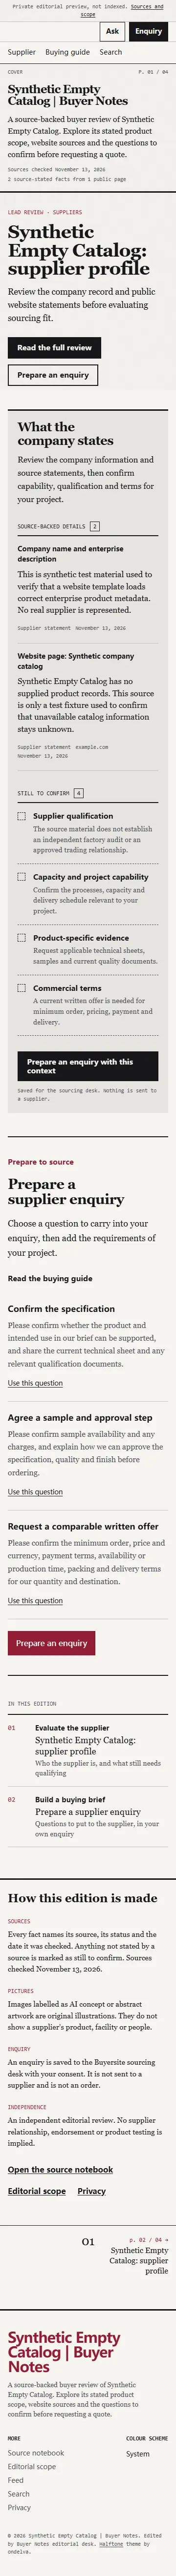 Private editorial preview, not indexed. Sources and
scope
Ask
Enquiry
Supplier Buying guide Search
COVER
P. 01 / 04
Synthetic Empty
Catalog | Buyer Notes
A source-backed buyer review of Synthetic
Empty Catalog. Explore its stated product
scope, website sources and the questions to
confirm before requesting a quote.
Sources checked November 13, 2026
2 source-stated facts from 1 public page
LEAD REVIEW · SUPPLIERS
Synthetic
Empty Catalog:
supplier profile
Review the company record and public
website statements before evaluating
sourcing fit.
Read the full review
Prepare an enquiry
What the
company states
Review the company information and
source statements, then confirm
capability, qualification and terms for
your project.
SOURCE-BACKED DETAILS 2
Company name and enterprise
description
This is synthetic test material used to
verify that a website template loads
correct enterprise product metadata.
No real supplier is represented.
Supplier statement November 13, 2026
Website page: Synthetic company
catalog
Synthetic Empty Catalog has no
supplied product records. This source
is only a test fixture used to confirm
that unavailable catalog information
stays unknown.
Supplier statement example.com
November 13, 2026
STILL TO CONFIRM 4
Supplier qualification
The source material does not establish
an independent factory audit or an
approved trading relationship.
Capacity and project capability
Confirm the processes, capacity and
delivery schedule relevant to your
project.
Product-specific evidence
Request applicable technical sheets,
samples and current quality documents.
Commercial terms
A current written offer is needed for
minimum order, pricing, payment and
delivery.
Prepare an enquiry with this
context
Saved for the sourcing desk. Nothing is sent to
a supplier.
Prepare to source
Prepare a
supplier enquiry
Choose a question to carry into your
enquiry, then add the requirements of
your project.
Read the buying guide
Confirm the specification
Please confirm whether the product and
intended use in our brief can be supported,
and share the current technical sheet and any
relevant qualification documents.
Use this question
Agree a sample and approval step
Please confirm sample availability and any
charges, and explain how we can approve the
specification, quality and finish before
ordering.
Use this question
Request a comparable written offer
Please confirm the minimum order, price and
currency, payment terms, availability or
production time, packing and delivery terms
for our quantity and destination.
Use this question
Prepare an enquiry
IN THIS EDITION
01
Evaluate the supplier
Synthetic Empty Catalog:
supplier profile
Who the supplier is, and what still needs
qualifying
02
Build a buying brief
Prepare a supplier enquiry
Questions to put to the supplier, in your
own enquiry
How this edition is made
SOURCES
Every fact names its source, its status and the
date it was checked. Anything not stated by a
source is marked as still to confirm. Sources
checked November 13, 2026.
PICTURES
Images labelled as AI concept or abstract
artwork are original illustrations. They do not
show a supplier's product, facility or people.
ENQUIRY
An enquiry is saved to the Buyersite sourcing
desk with your consent. It is not sent to a
supplier and is not an order.
INDEPENDENCE
An independent editorial review. No supplier
relationship, endorsement or product testing is
implied.
Open the source notebook
Editorial scope Privacy
01
p. 02 / 04 →
Synthetic Empty
Catalog: supplier
profile
Synthetic Empty
Catalog | Buyer
Notes
A source-backed buyer review of Synthetic
Empty Catalog. Explore its stated product
scope, website sources and the questions to
confirm before requesting a quote.
MORE
Source notebook
Editorial scope
Feed
Search
Privacy
COLOUR SCHEME
System
© 2026 Synthetic Empty Catalog | Buyer Notes. Edited
by Buyer Notes editorial desk. Halftone theme by
ondelva.